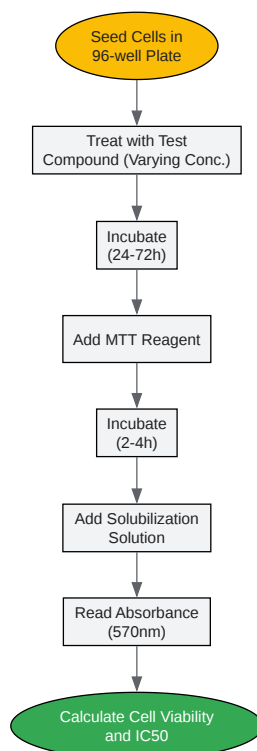 Seed Cells in
96-well Plate
Treat with Test
Compound (Varying Conc.)
Incubate
(24-72h)
Add MTT Reagent
Incubate
(2-4h)
Add Solubilization
Solution
Read Absorbance
(570nm)
Calculate Cell Viability
and IC50